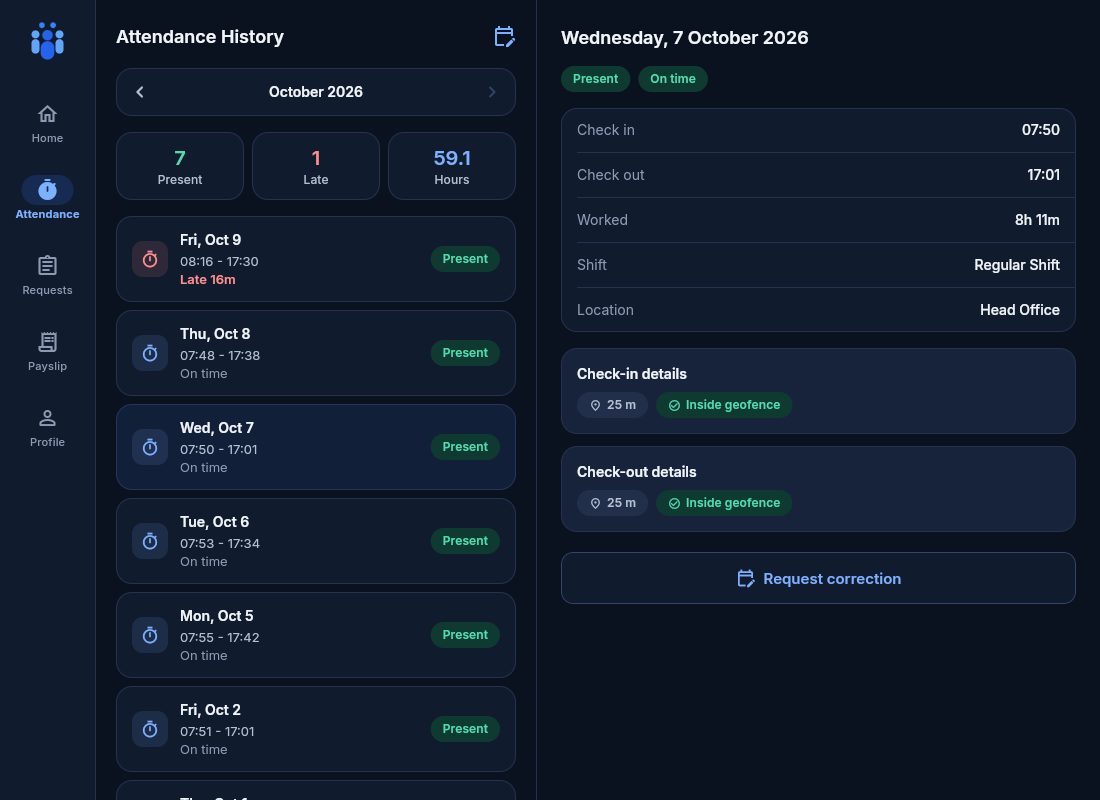 Home
Attendance
Requests
Payslip
Profile
Attendance History
October 2026
7
Present
1
Late
59.1
Hours
Fri, Oct 9
08:16 - 17:30
Late 16m
Present
Thu, Oct 8
07:48 - 17:38
On time
Present
Wed, Oct 7
07:50 - 17:01
On time
Present
Tue, Oct 6
07:53 - 17:34
On time
Present
Mon, Oct 5
07:55 - 17:42
On time
Present
Fri, Oct 2
07:51 - 17:01
On time
Present
Wednesday, 7 October 2026
Present
On time
Check in
07:50
Check out
17:01
Worked
8h 11m
Shift
Regular Shift
Location
Head Office
Check-in details
25 m
Inside geofence
Check-out details
25 m
Inside geofence
Request correction